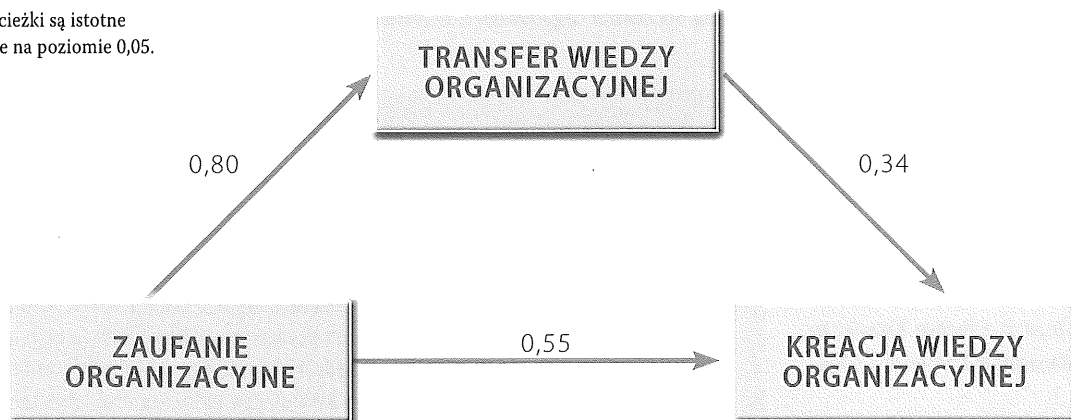 cieżki są istotne
e na poziomie 0,05.
TRANSFER WIEDZY
ORGANIZACYJNEJ
0,80
0,34
ZAUFANIE
ORGANIZACYJNE
0,55
KREACJA WIEDZY
ORGANIZACYJNEJ